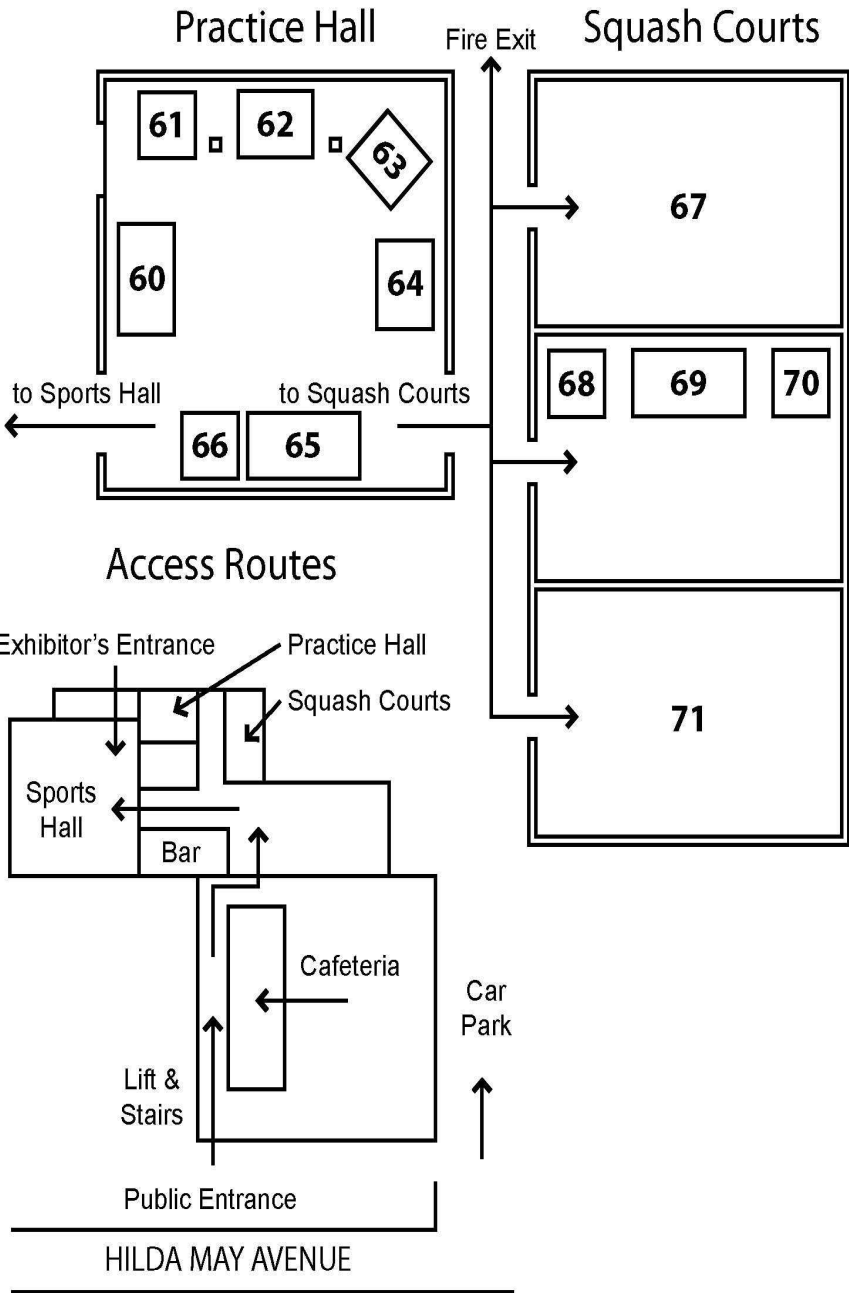 Practice Hall
Fire Exit
Squash Courts
61
62
63
67
60
64
68
69
70
to Sports Hall
to Squash Courts
66
65
71
Access Routes
Exhibitor's Entrance
Practice Hall
Squash Courts
Sports
Hall
Bar
Cafeteria
Car
Park
Lift &
Stairs
Public Entrance
HILDA MAY AVENUE